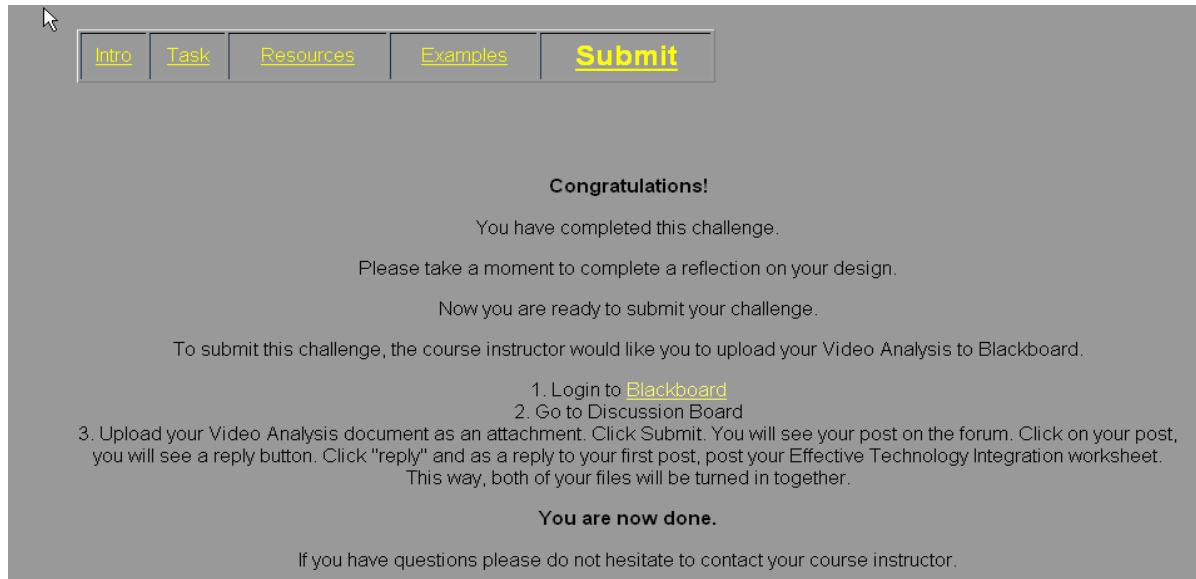 Intro Task Resources Examples Submit
Congratulations!
You have completed this challenge.
Please take a moment to complete a reflection on your design.
Now you are ready to submit your challenge.
To submit this challenge, the course instructor would like you to upload your Video Analysis to Blackboard.
1. Login to Blackboard
2. Go to Discussion Board
3. Upload your Video Analysis document as an attachment. Click Submit. You will see your post on the forum. Click on your post,
you will see a reply button. Click "reply" and as a reply to your first post, post your Effective Technology Integration worksheet.
This way, both of your files will be turned in together.
You are now done.
If you have questions please do not hesitate to contact your course instructor.